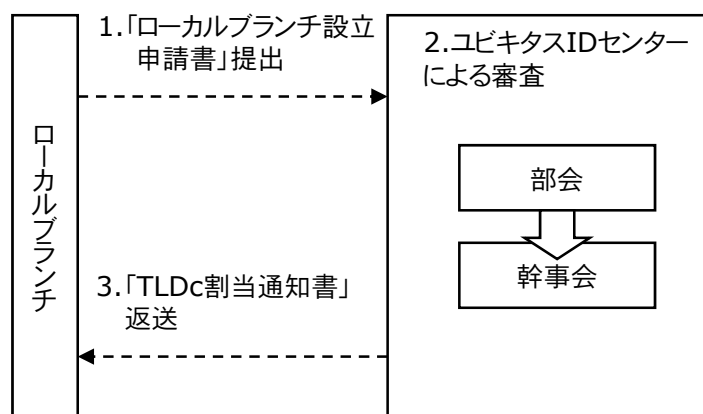 1.「ローカルブランチ設立
申請書」提出
2.ユビキタスIDセンター
による審査
ローカルブランチ
部会
幹事会
3.「TLDc割当通知書」
返送